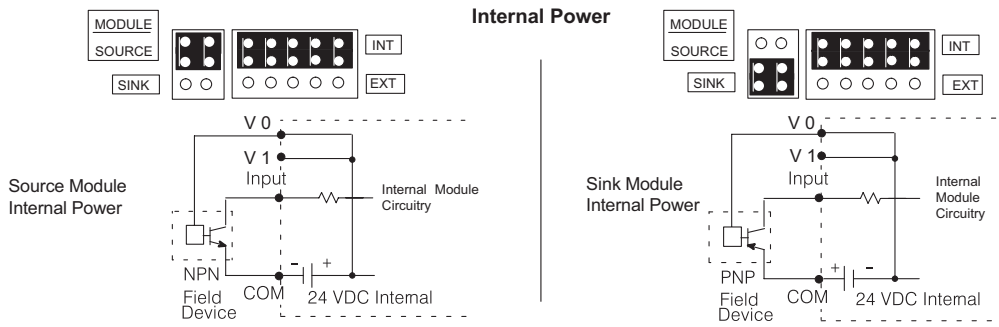 Internal Power
MODULE
SOURCE
SINK
INT
EXT
V 0
V 1
Input
Source Module
Internal Power
Internal Module
Circuitry
- +
NPN
Field
Device
COM
24 VDC Internal
MODULE
SOURCE
SINK
INT
EXT
V 0
V 1
Input
Sink Module
Internal Power
Internal
Module
Circuitry
+ -
PNP
Field
Device
COM
24 VDC Internal